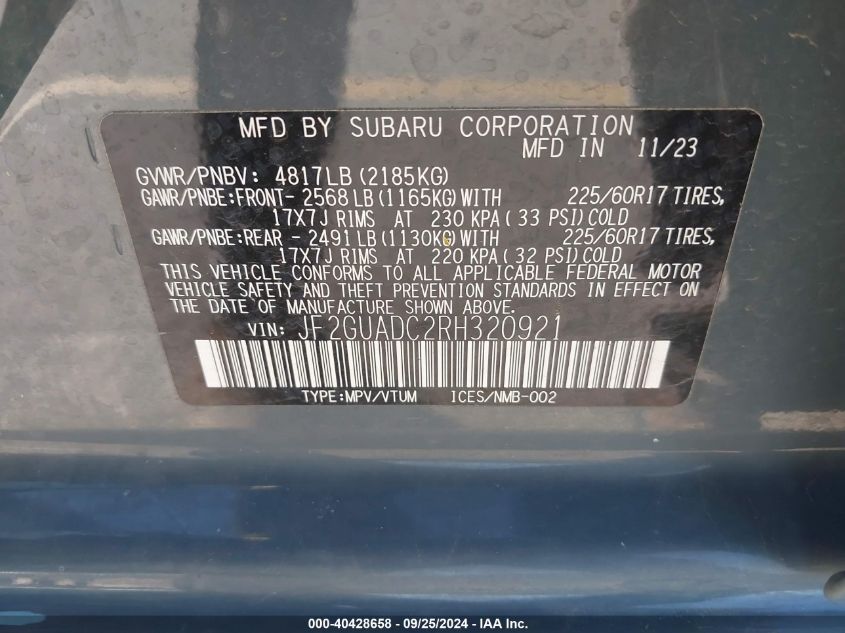 MFD BY SUBARU CORPORATION
MFD IN 11/23
GVWR/PNBV: 4817LB (2185KG)
GAWR/PNBE:FRONT- 2568 LB (1165KG) WITH 225/60R17 TIRES,
17X7J RIMS AT 230 KPA ( 33 PSI) COLD
GAWR/PNBE:REAR - 2491 LB (1130KG) WITH 225/60R17 TIRES,
17X7J RIMS AT 220 KPA ( 32 PSI) COLD
THIS VEHICLE CONFORMS TO ALL APPLICABLE FEDERAL MOTOR
VEHICLE SAFETY AND THEFT PREVENTION STANDARDS IN EFFECT ON
THE DATE OF MANUFACTURE SHOWN ABOVE.
VIN: JF2GUADC2RH320921
TYPE:MPV/VTUM ICES/NMB-002
000-40428658 - 09/25/2024 - IAA Inc.